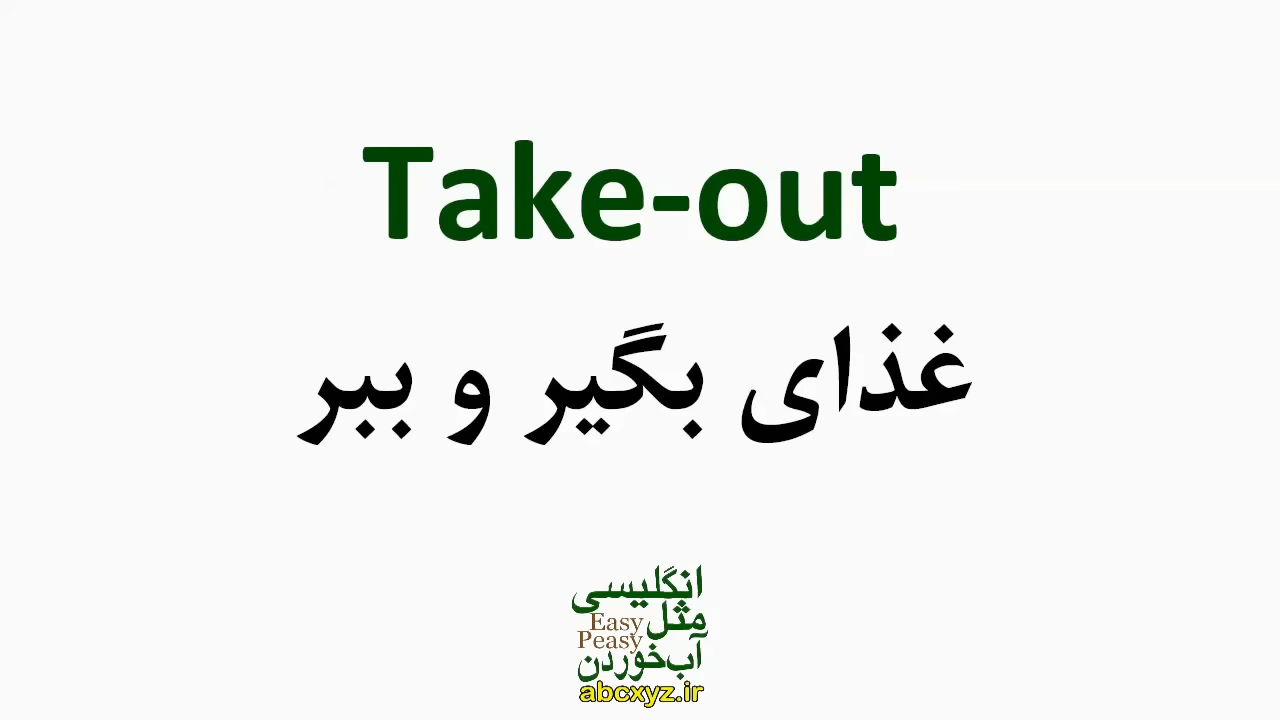 Take-out
غذای بگیر و ببر
انگلیسی
مثل Easy
Peasy
آب‌خوردن
abcxyz.ir